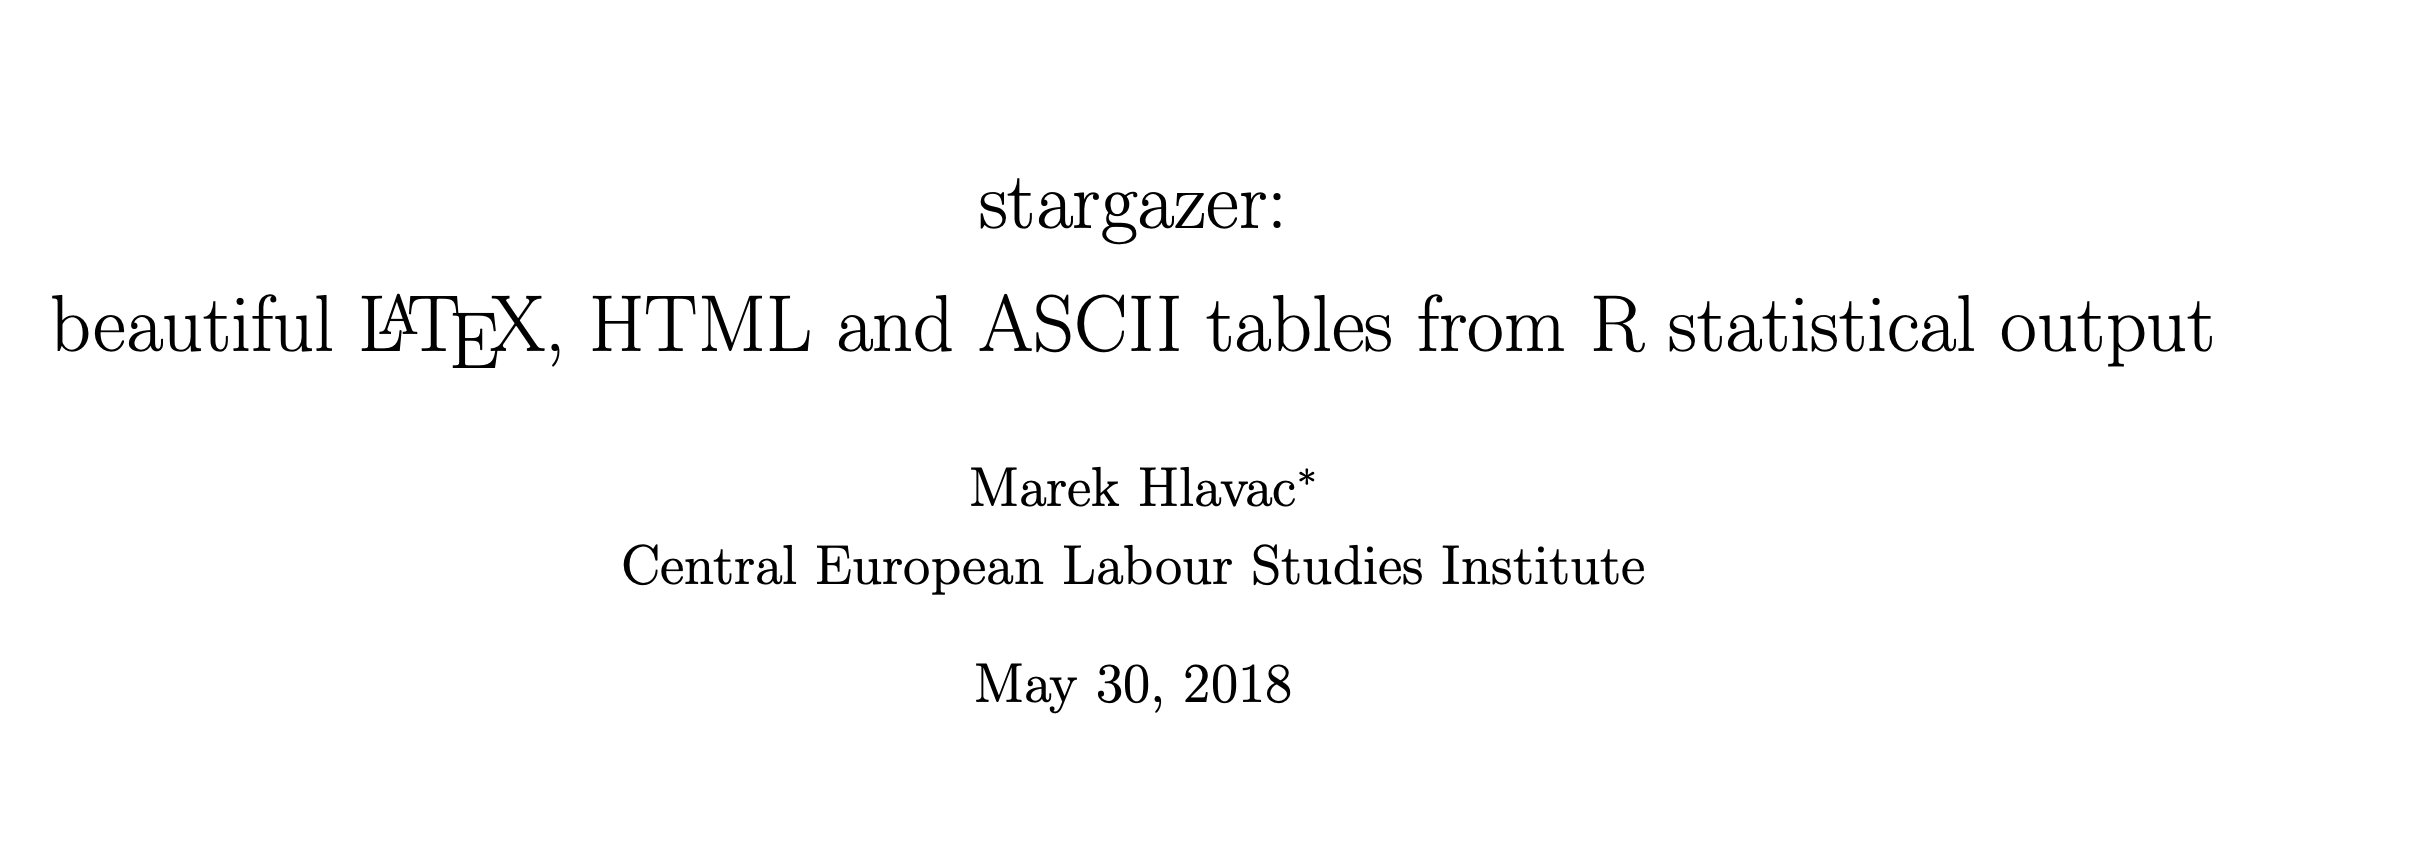 stargazer:
beautiful LATEX, HTML and ASCII tables from R statistical output
Marek Hlavac*
Central European Labour Studies Institute
May 30, 2018